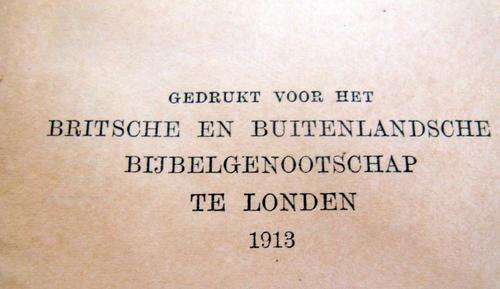 GEDRUKT VOOR HET
BRITSCHE EN BUITENLANDSCHE
BIJBELGENOOTSCHAP
TE LONDEN
1913